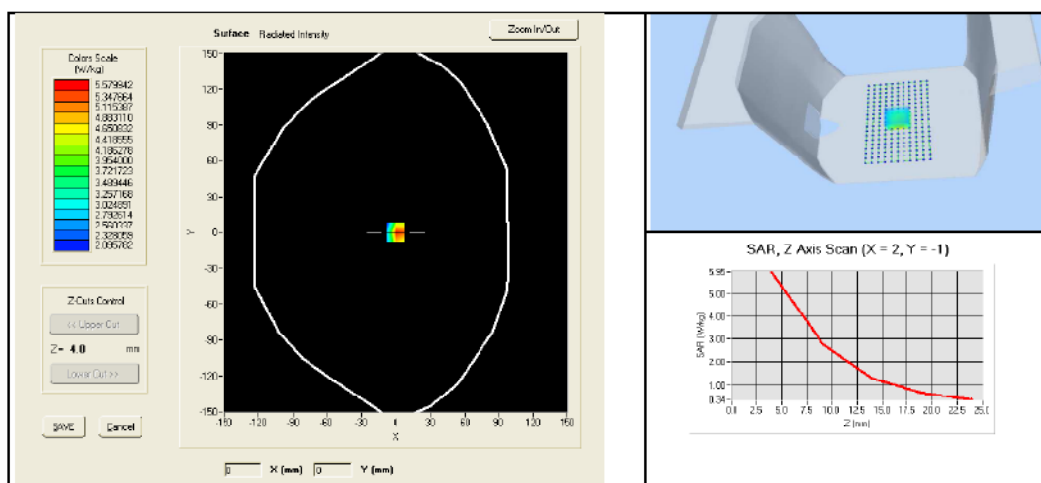 Surface Radiated Intensity
Zoom In/Out
Colors Scale
(W/kg)
5.579942
5.347664
5.115387
4.883110
4.650832
4.418555
4.186278
3.954000
3.721723
3.489446
3.257168
3.024891
2.792614
2.560337
2.328059
2.095782
Z-Cuts Control
<< Upper Cut
Z= 4.0 mm
Lower Cut >>
SAVE Cancel
150
120
90
60
30
0
-30
-60
-90
-120
-150
Y
-150 -120 -90 -60 -30 0 30 60 90 120 150
X
0 X (mm) 0 Y (mm)
SAR, Z Axis Scan (X = 2, Y = -1)
SAR (W/kg)
5.95
5.00
4.00
3.00
2.00
1.00
0.34
0.0 2.5 5.0 7.5 10.0 12.5 15.0 17.5 20.0 22.5 25.0
Z (mm)